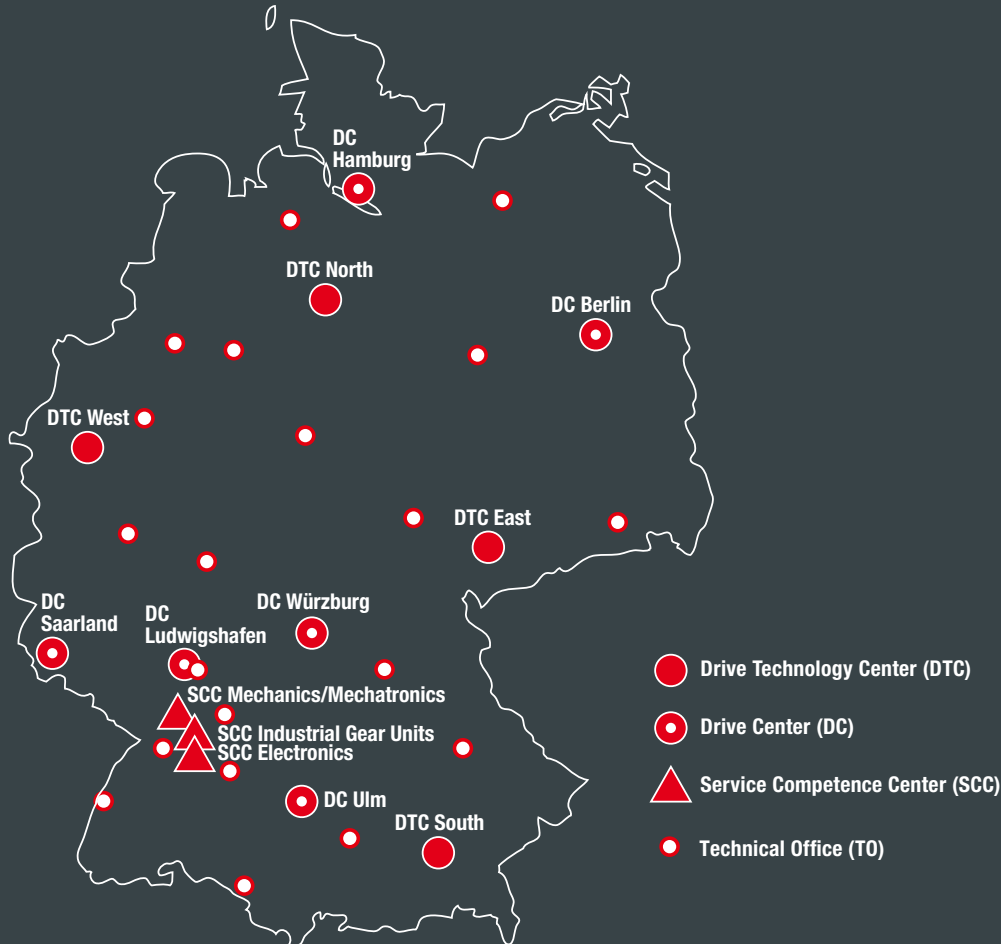 DC
Hamburg
DTC North
DC Berlin
DTC West
DTC East
DC
Saarland
DC
Ludwigshafen
DC Würzburg
SCC Mechanics/Mechatronics
SCC Industrial Gear Units
SCC Electronics
DC Ulm
DTC South
Drive Technology Center (DTC)
Drive Center (DC)
Service Competence Center (SCC)
Technical Office (TO)